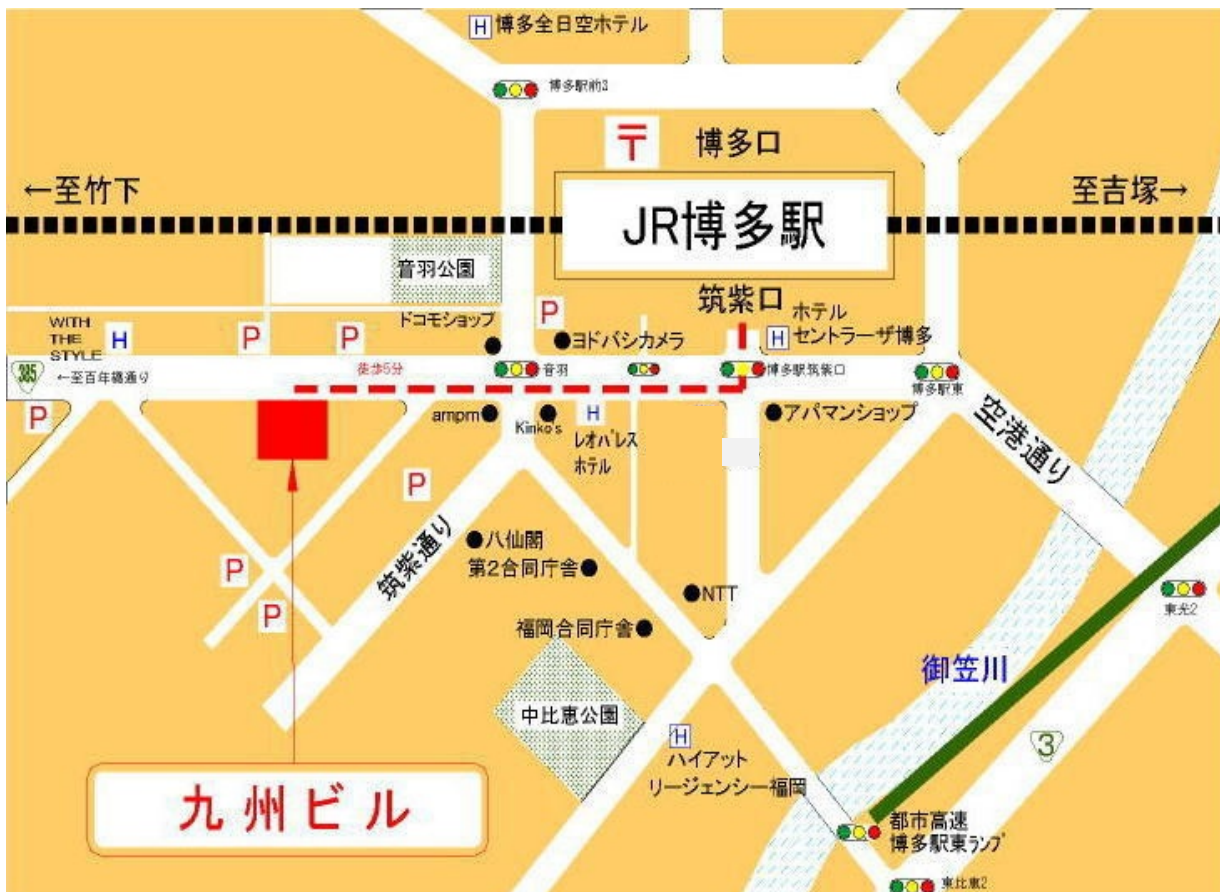 H 博多全日空ホテル
博多駅前3
〒
博多口
←至竹下
至吉塚→
JR博多駅
音羽公園
筑紫口
ドコモショップ
P
ホテル
H セントラーザ博多
WITH
THE
STYLE
H
P
P
ヨドバシカメラ
385
←至百年橋通り
徒歩5分
音羽
博多駅筑紫口
博多駅東
P
ampm
Kinko's
H
レオパレス
ホテル
アパマンショップ
空港通り
P
筑紫通り
八仙閣
第2合同庁舎
P
P
NTT
東光2
福岡合同庁舎
御笠川
中比恵公園
H
ハイアット
リージェンシー福岡
3
九州ビル
都市高速
博多駅東ランプ
東比恵2